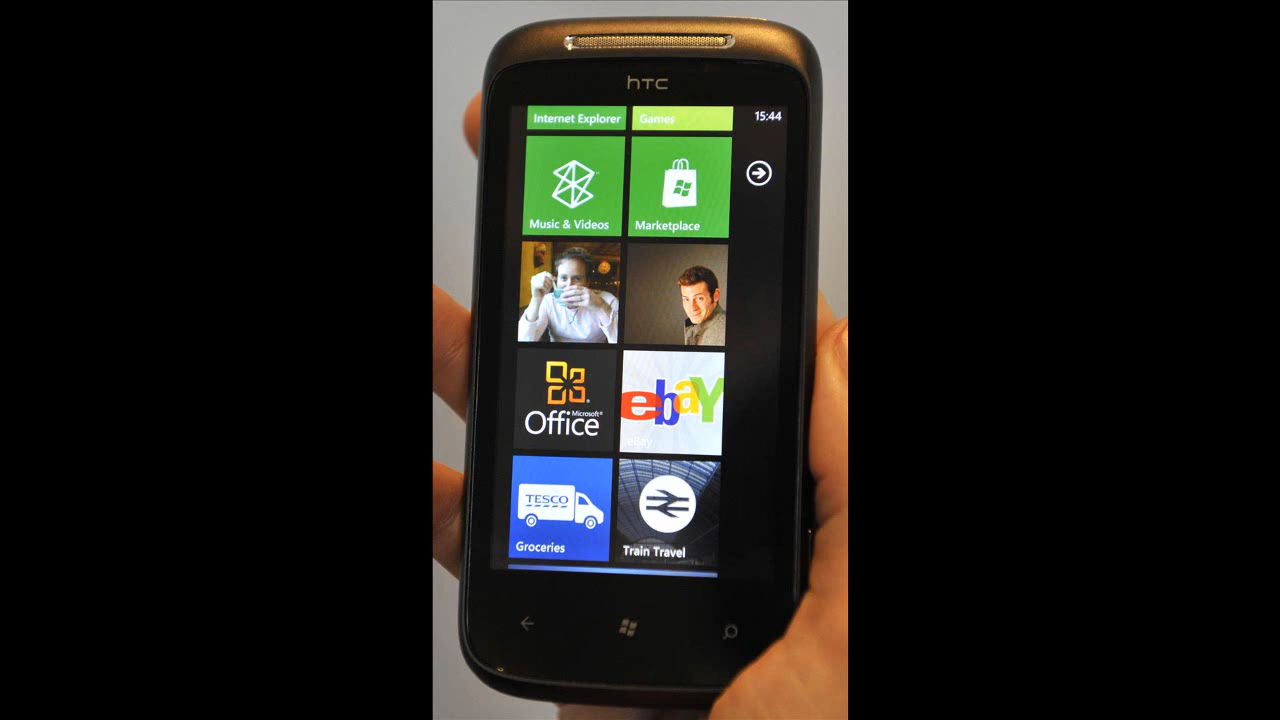 hTC
Internet Explorer
Games
15:44
Music & Videos
Marketplace
Microsoft®
Office
ebaY
eBay
TESCO
Groceries
Train Travel